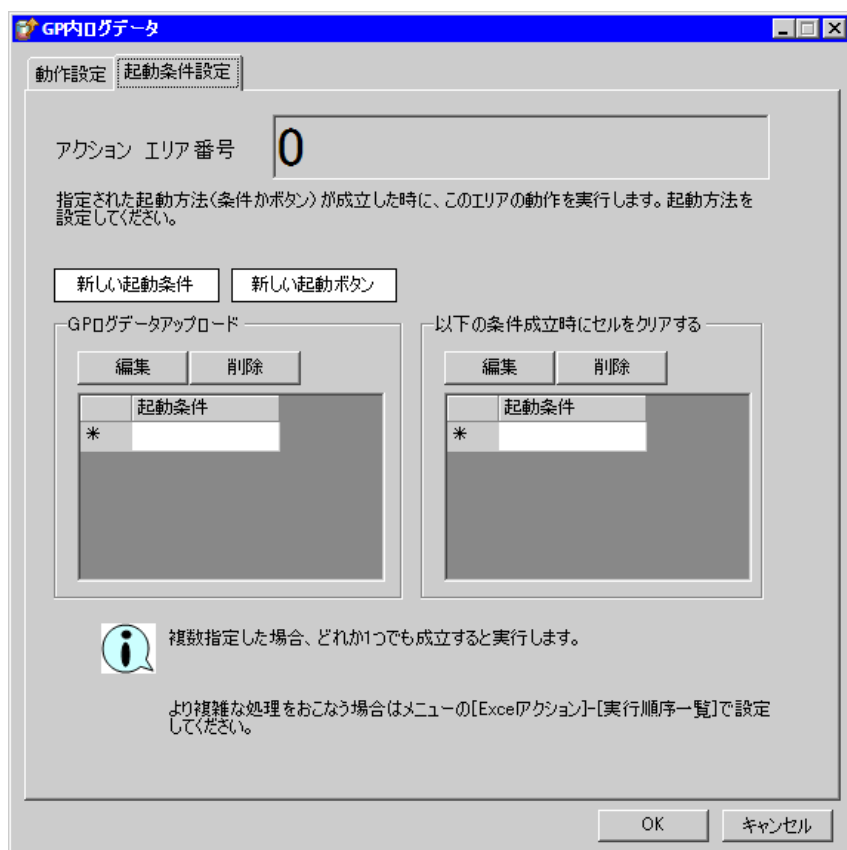 GP内ログデータ
動作設定 起動条件設定
アクション エリア番号 0
指定された起動方法(条件かボタン)が成立した時に、このエリアの動作を実行します。起動方法を
設定してください。
新しい起動条件 新しい起動ボタン
GPログデータアップロード
編集 削除
起動条件
*
以下の条件成立時にセルをクリアする
編集 削除
起動条件
*
複数指定した場合、どれか1つでも成立すると実行します。
より複雑な処理をおこなう場合はメニューの[Excelアクション]-[実行順序一覧]で設定
してください。
OK キャンセル